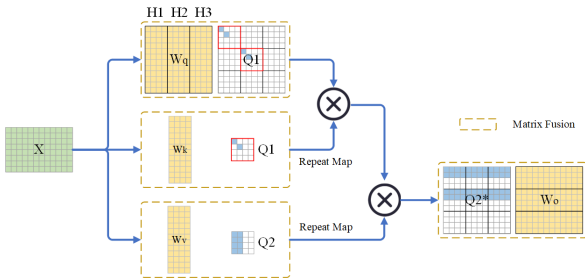 H1 H2 H3
Wq
Q1
X
Wk
Q1
Repeat Map
Matrix Fusion
Wv
Q2
Repeat Map
Q2*
Wo